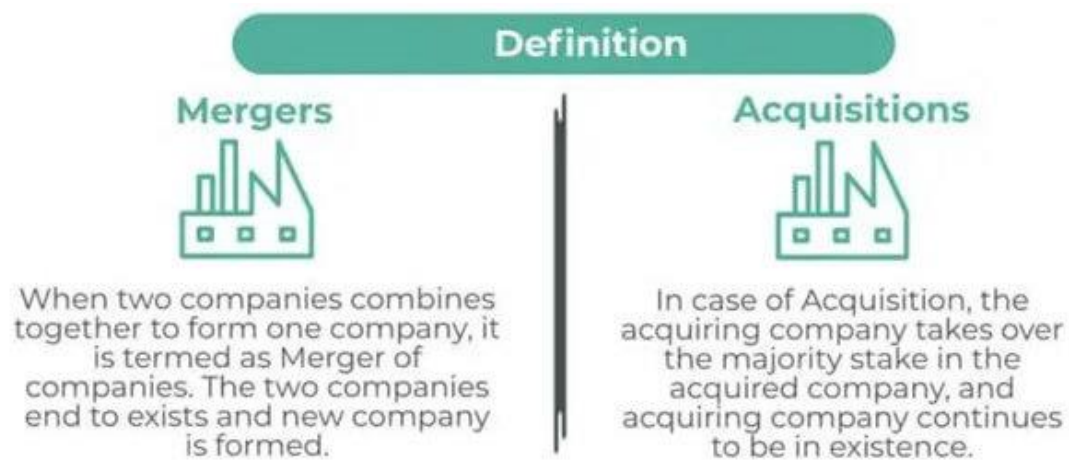 Definition
Mergers
When two companies combines
together to form one company, it
is termed as Merger of
companies. The two companies
end to exists and new company
is formed.
Acquisitions
In case of Acquisition, the
acquiring company takes over
the majority stake in the
acquired company, and
acquiring company continues
to be in existence.